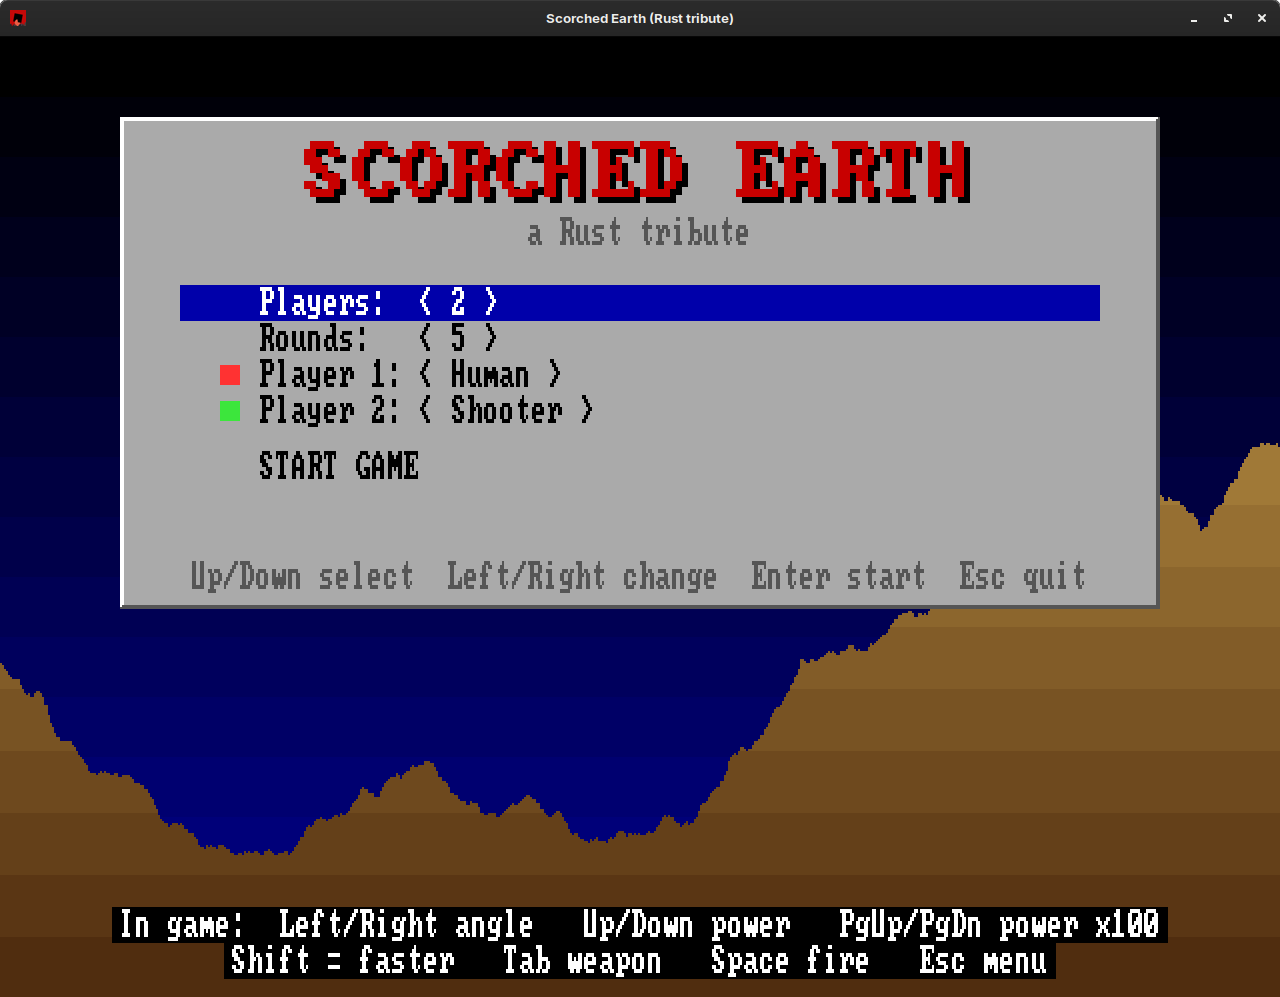 Scorched Earth (Rust tribute)
SCORCHED EARTH
a Rust tribute
Players: < 2 >
Rounds: < 5 >
Player 1: < Human >
Player 2: < Shooter >
START GAME
Up/Down select Left/Right change Enter start Esc quit
In game: Left/Right angle Up/Down power PgUp/PgDn power x100
Shift = faster Tab weapon Space fire Esc menu